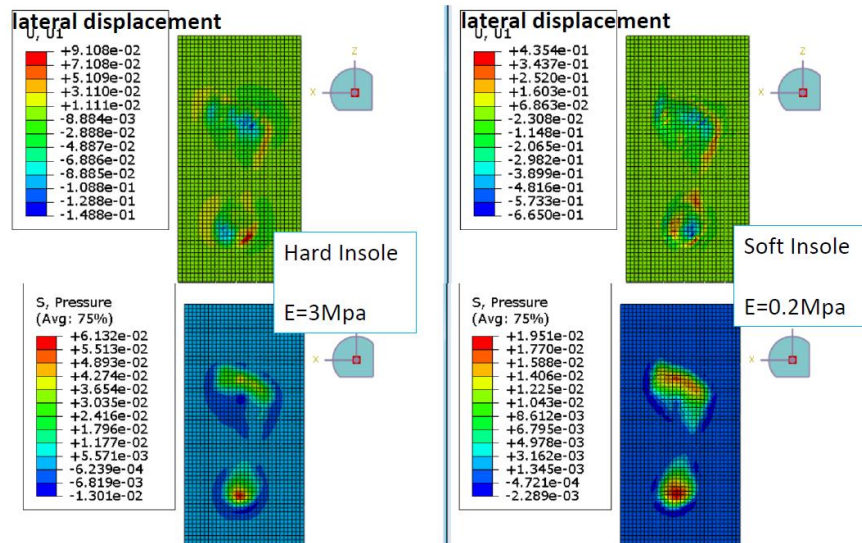 lateral displacement
U, U1
+9.108e-02
+7.108e-02
+5.109e-02
+3.110e-02
+1.111e-02
-8.884e-03
-2.888e-02
-4.887e-02
-6.886e-02
-8.885e-02
-1.088e-01
-1.288e-01
-1.488e-01
Z
X
Hard Insole
E=3Mpa
S, Pressure
(Avg: 75%)
+6.132e-02
+5.513e-02
+4.893e-02
+4.274e-02
+3.654e-02
+3.035e-02
+2.416e-02
+1.796e-02
+1.177e-02
+5.571e-03
-6.239e-04
-6.819e-03
-1.301e-02
X
lateral displacement
U, U1
+4.354e-01
+3.437e-01
+2.520e-01
+1.603e-01
+6.863e-02
-2.308e-02
-1.148e-01
-2.065e-01
-2.982e-01
-3.899e-01
-4.816e-01
-5.733e-01
-6.650e-01
Z
X
Soft Insole
E=0.2Mpa
S, Pressure
(Avg: 75%)
+1.951e-02
+1.770e-02
+1.588e-02
+1.406e-02
+1.225e-02
+1.043e-02
+8.612e-03
+6.795e-03
+4.978e-03
+3.162e-03
+1.345e-03
-4.721e-04
-2.289e-03
X